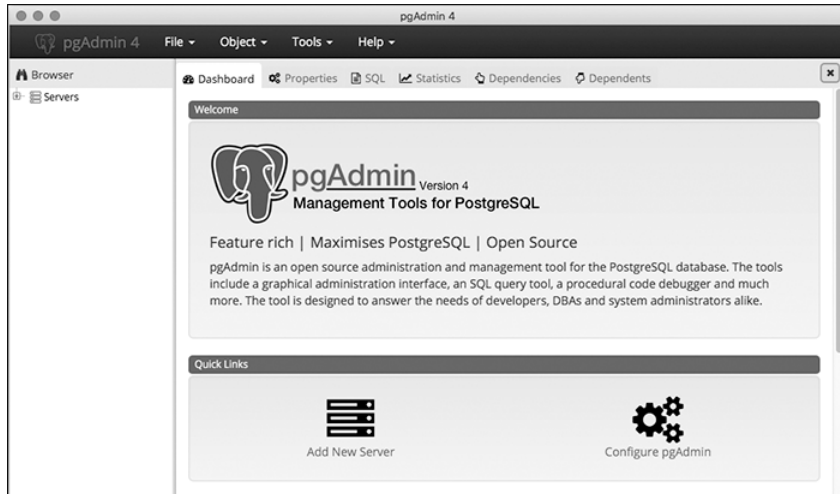 pgAdmin 4
pgAdmin 4 File Object Tools Help
Browser
Servers
Dashboard Properties SQL Statistics Dependencies Dependents
Welcome
pgAdmin Version 4
Management Tools for PostgreSQL
Feature rich | Maximises PostgreSQL | Open Source
pgAdmin is an open source administration and management tool for the PostgreSQL database. The tools
include a graphical administration interface, an SQL query tool, a procedural code debugger and much
more. The tool is designed to answer the needs of developers, DBAs and system administrators alike.
Quick Links
Add New Server Configure pgAdmin